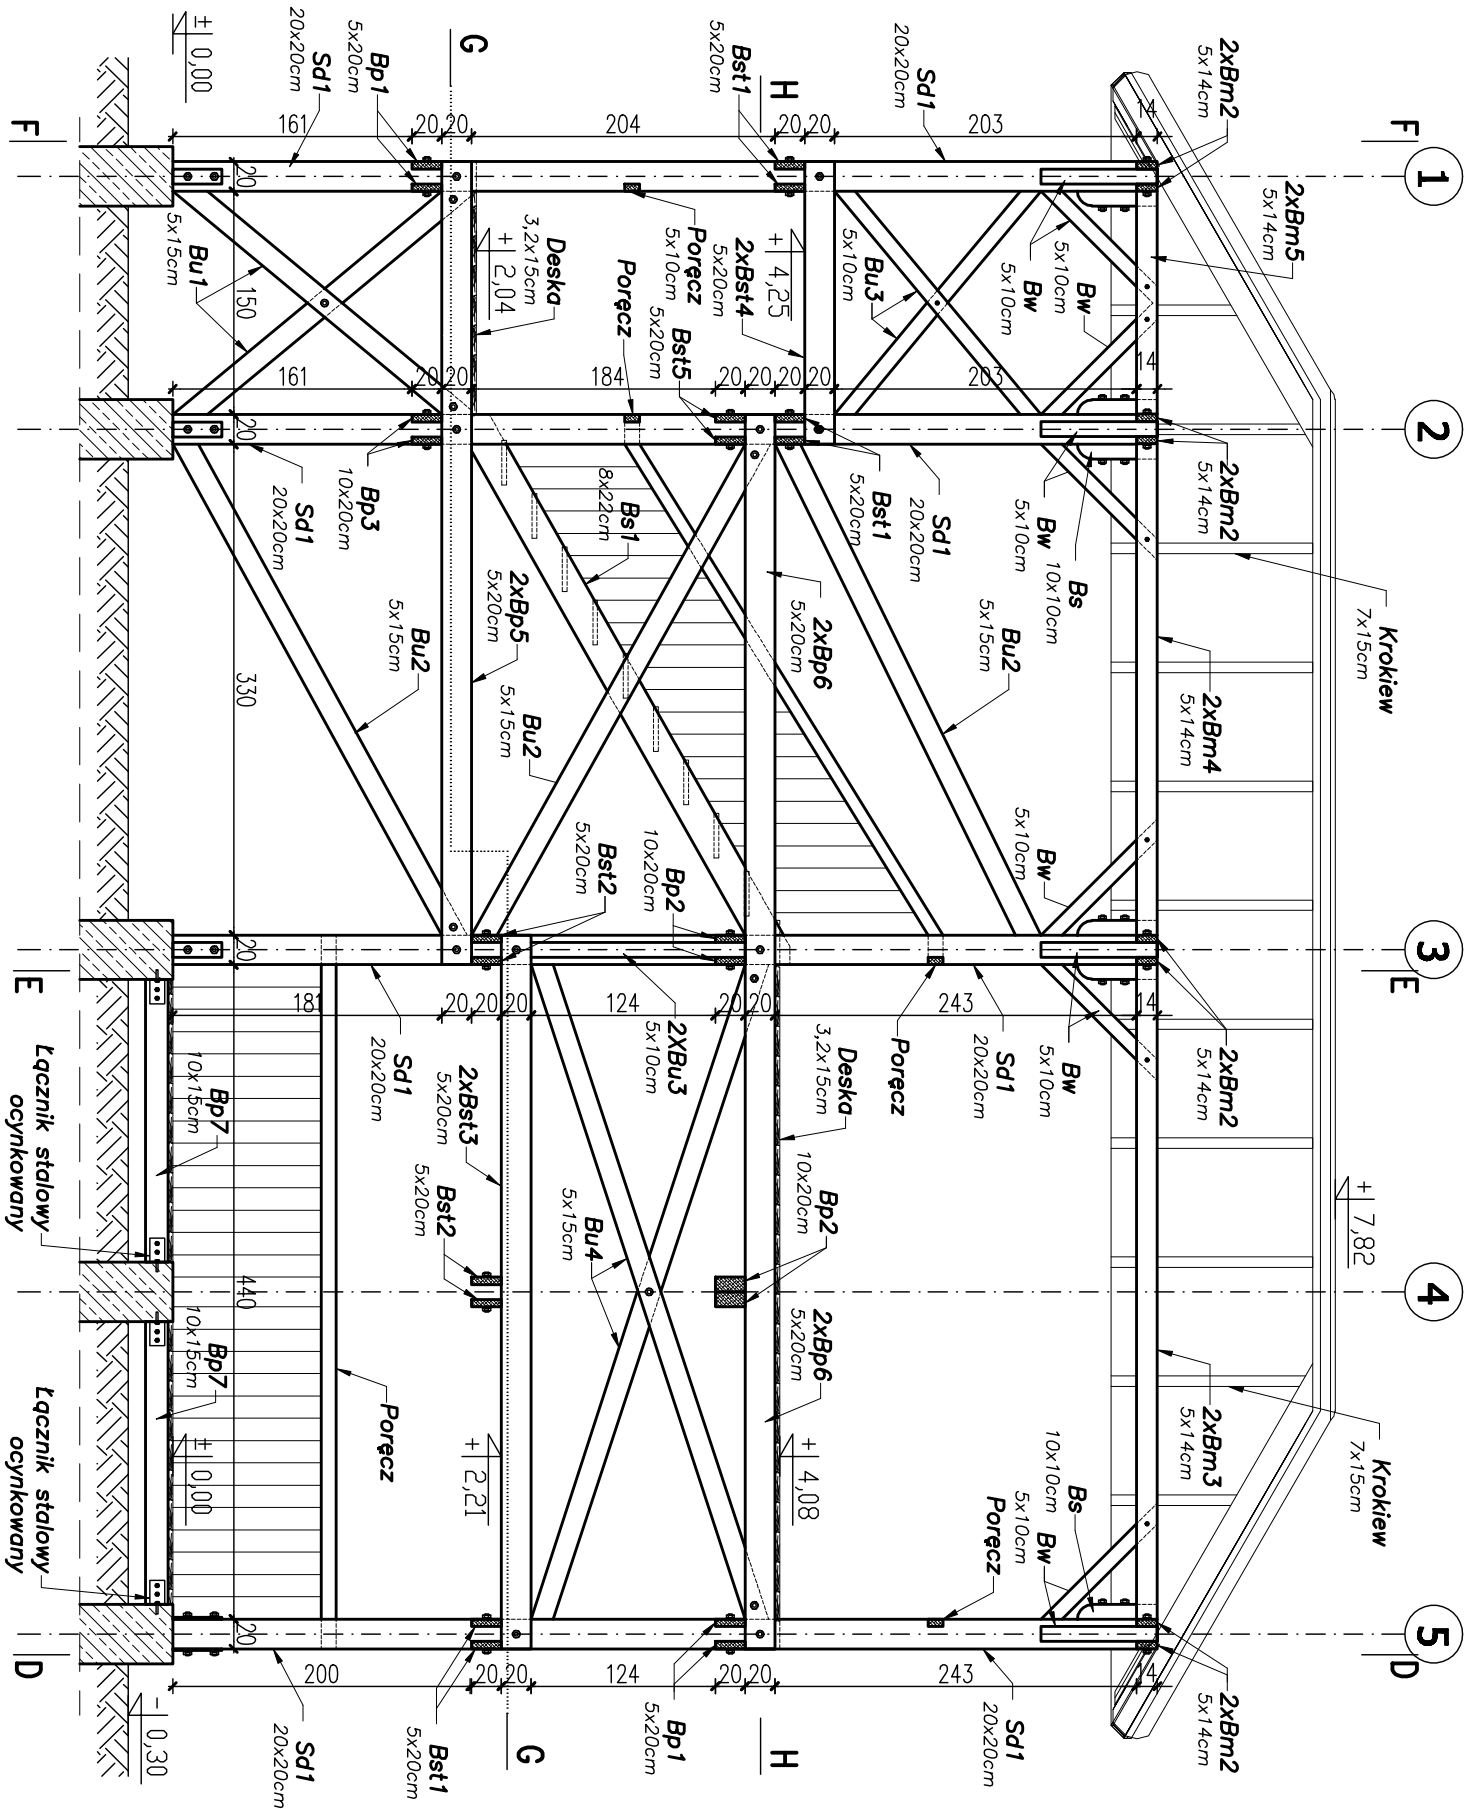 F
1
2
3
E
4
5
D
Krokiew
7x15cm
+ 7,82
Krokiew
7x15cm
2xBm2
5x14cm
2xBm5
5x14cm
2xBm2
5x14cm
2xBm4
5x14cm
2xBm2
5x14cm
2xBm3
5x14cm
2xBm2
5x14cm
14
14
14
14
Bw
5x10cm
Bw
5x10cm
Bs
10x10cm
Bw
5x10cm
Bw
5x10cm
Bw
5x10cm
Bs
10x10cm
Bw
5x10cm
Poręcz
Sd1
20x20cm
203
Bu3
5x10cm
203
Sd1
20x20cm
Bu2
5x15cm
243
Sd1
20x20cm
Poręcz
243
Sd1
20x20cm
H
Bst1
5x20cm
20
20
+ 4,25
2xBst4
5x20cm
20
20
Bst1
5x20cm
2xBp6
5x20cm
Deska
3,2x15cm
Bp2
10x20cm
2xBp6
5x20cm
+ 4,08
H
204
Poręcz
5x10cm
Poręcz
Bst5
5x20cm
20
20
184
Bs1
8x22cm
Bp2
10x20cm
20
20
124
2XBu3
5x10cm
Bu4
5x15cm
20
20
124
Bp1
5x20cm
G
Deska
3,2x15cm
+ 2,04
2xBp5
5x20cm
Bu2
5x15cm
Bst2
5x20cm
2xBst3
5x20cm
Bst2
5x20cm
+ 2,21
G
Bp1
5x20cm
20
20
20
20
Bp3
10x20cm
Bu2
5x15cm
20
20
20
20
20
Bst1
5x20cm
Sd1
20x20cm
161
161
Sd1
20x20cm
181
Sd1
20x20cm
Poręcz
200
Sd1
20x20cm
20
150
20
330
20
440
20
Bu1
5x15cm
± 0,00
Bp7
10x15cm
Bp7
10x15cm
± 0,00
- 0,30
F
E
Łącznik stalowy
ocynkowany
Łącznik stalowy
ocynkowany
D